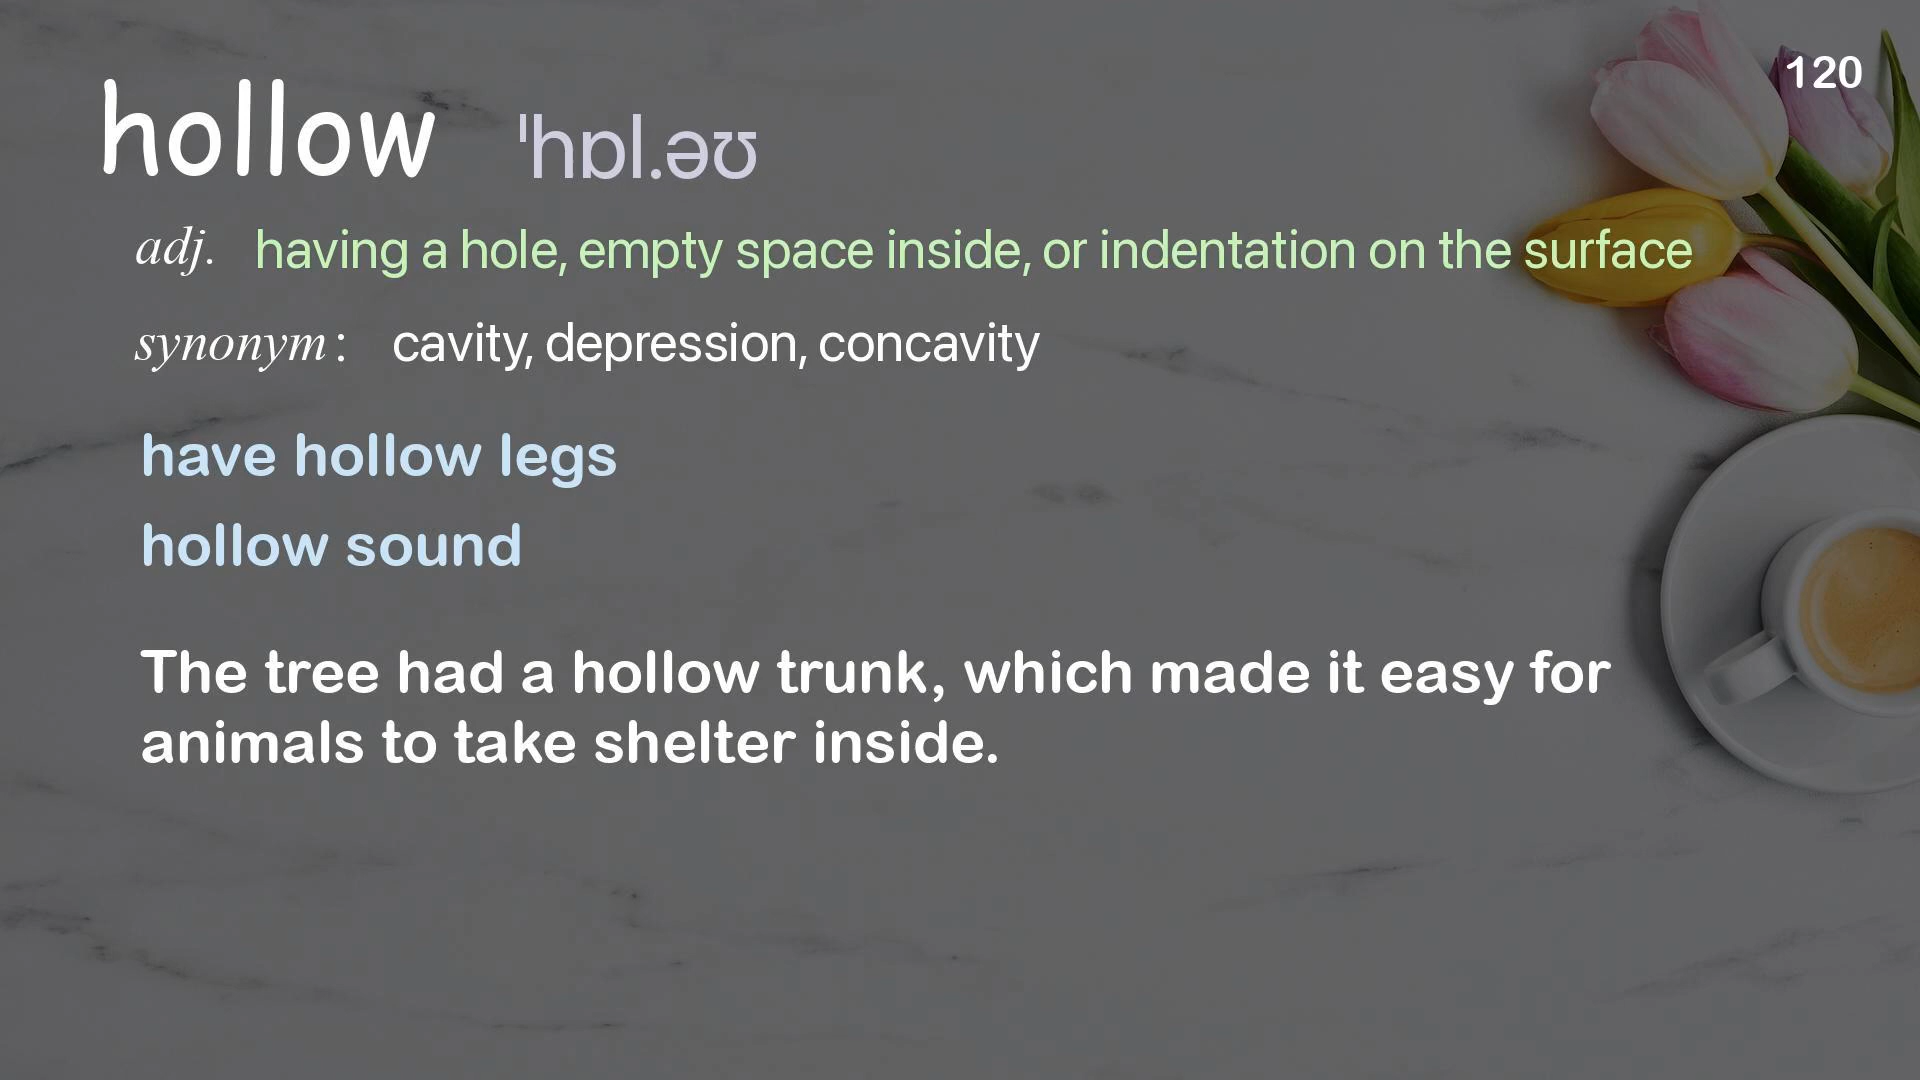 120
hollow ˈhɒl.əʊ
adj. having a hole, empty space inside, or indentation on the surface
synonym : cavity, depression, concavity
have hollow legs
hollow sound
The tree had a hollow trunk, which made it easy for
animals to take shelter inside.